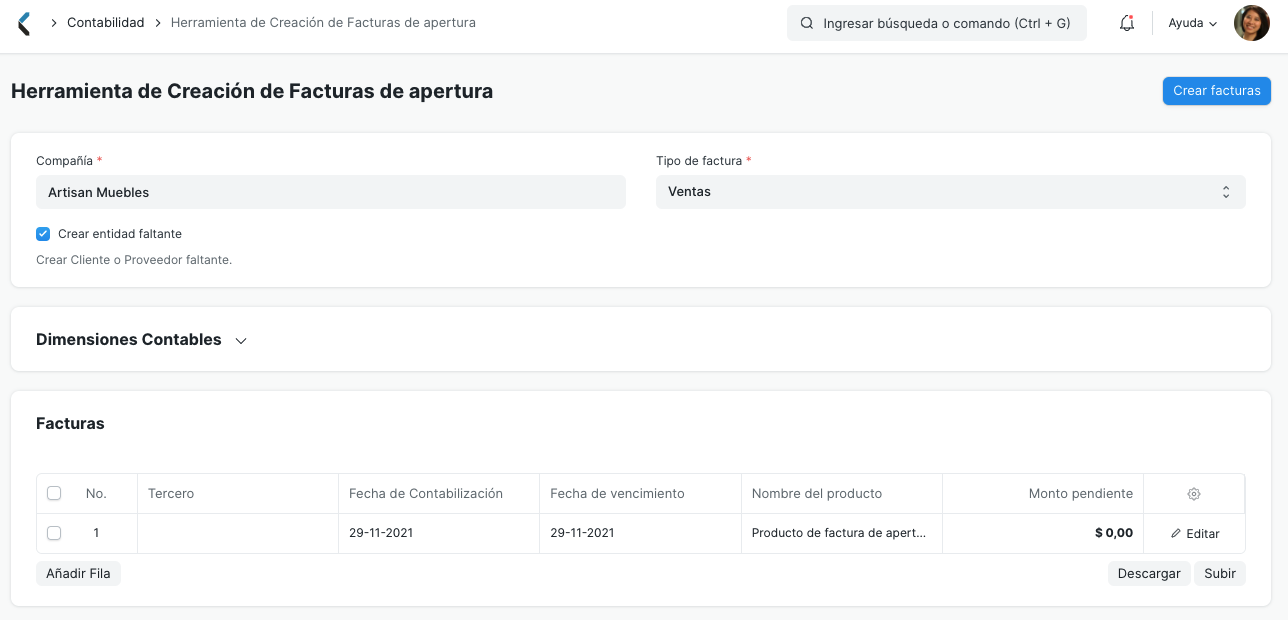 Contabilidad Herramienta de Creación de Facturas de apertura
Ingresar búsqueda o comando (Ctrl + G)
Ayuda
Herramienta de Creación de Facturas de apertura
Crear facturas
Compañía *
Tipo de factura *
Artisan Muebles
Ventas
Crear entidad faltante
Crear Cliente o Proveedor faltante.
Dimensiones Contables
Facturas
No. Tercero Fecha de Contabilización Fecha de vencimiento Nombre del producto Monto pendiente
1 29-11-2021 29-11-2021 Producto de factura de apert... $ 0,00 Editar
Añadir Fila
Descargar
Subir